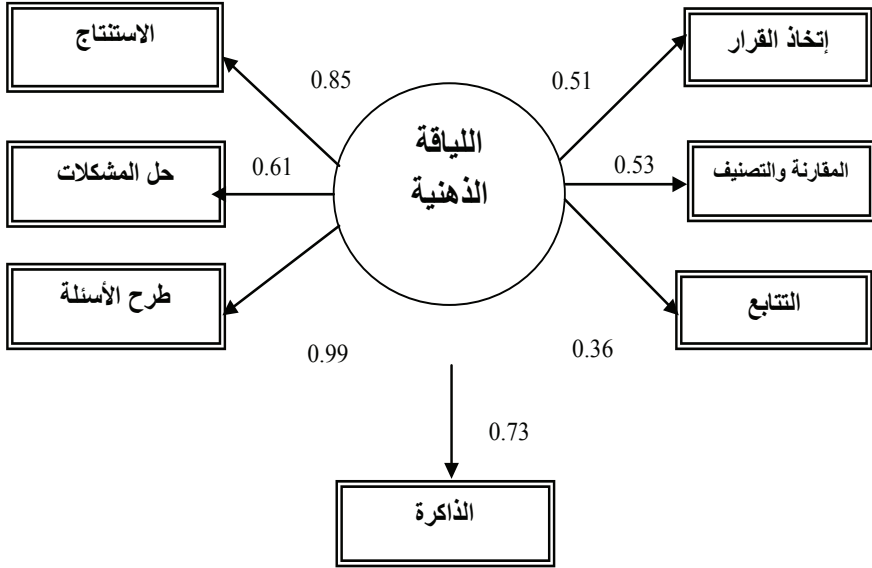 إتخاذ القرار
الاستنتاج
0.51
0.85
اللياقة
الذهنية
المقارنة والتصنيف
0.53
0.61
حل المشكلات
التتابع
طرح الأسئلة
0.36
0.99
0.73
الذاكرة